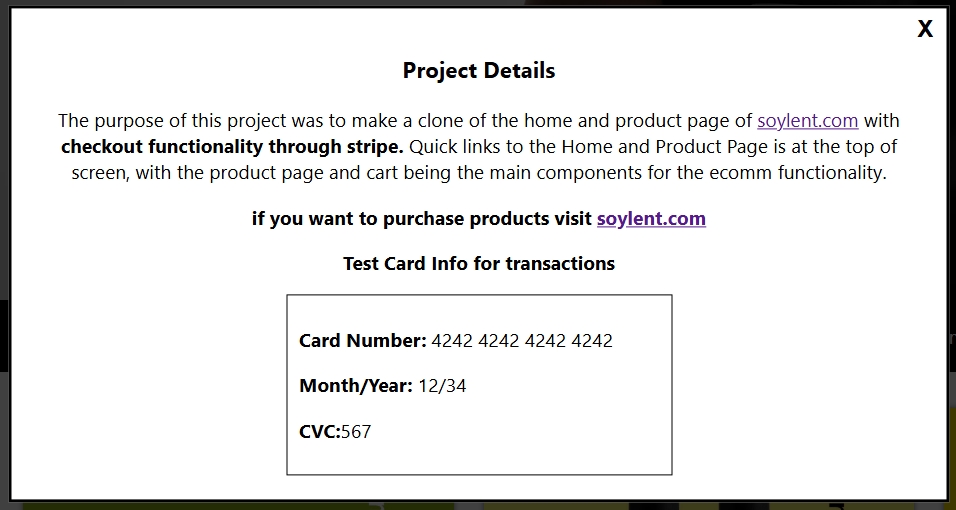 X
Project Details
The purpose of this project was to make a clone of the home and product page of soylent.com with
checkout functionality through stripe. Quick links to the Home and Product Page is at the top of
screen, with the product page and cart being the main components for the ecomm functionality.
if you want to purchase products visit soylent.com
Test Card Info for transactions
Card Number: 4242 4242 4242 4242
Month/Year: 12/34
CVC:567